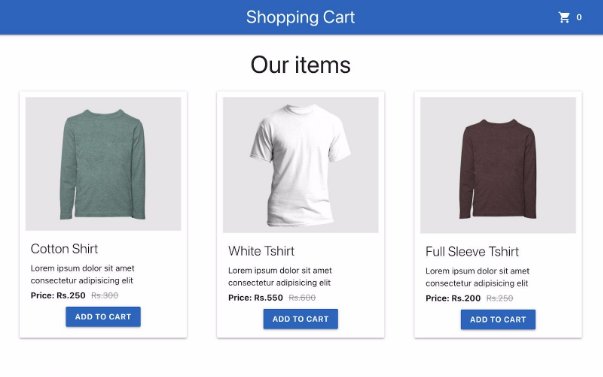 Shopping Cart
0
Our items
Cotton Shirt
Lorem ipsum dolor sit amet
consectetur adipisicing elit
Price: Rs.250 Rs.300
ADD TO CART
White Tshirt
Lorem ipsum dolor sit amet
consectetur adipisicing elit
Price: Rs.550 Rs.600
ADD TO CART
Full Sleeve Tshirt
Lorem ipsum dolor sit amet
consectetur adipisicing elit
Price: Rs.200 Rs.250
ADD TO CART